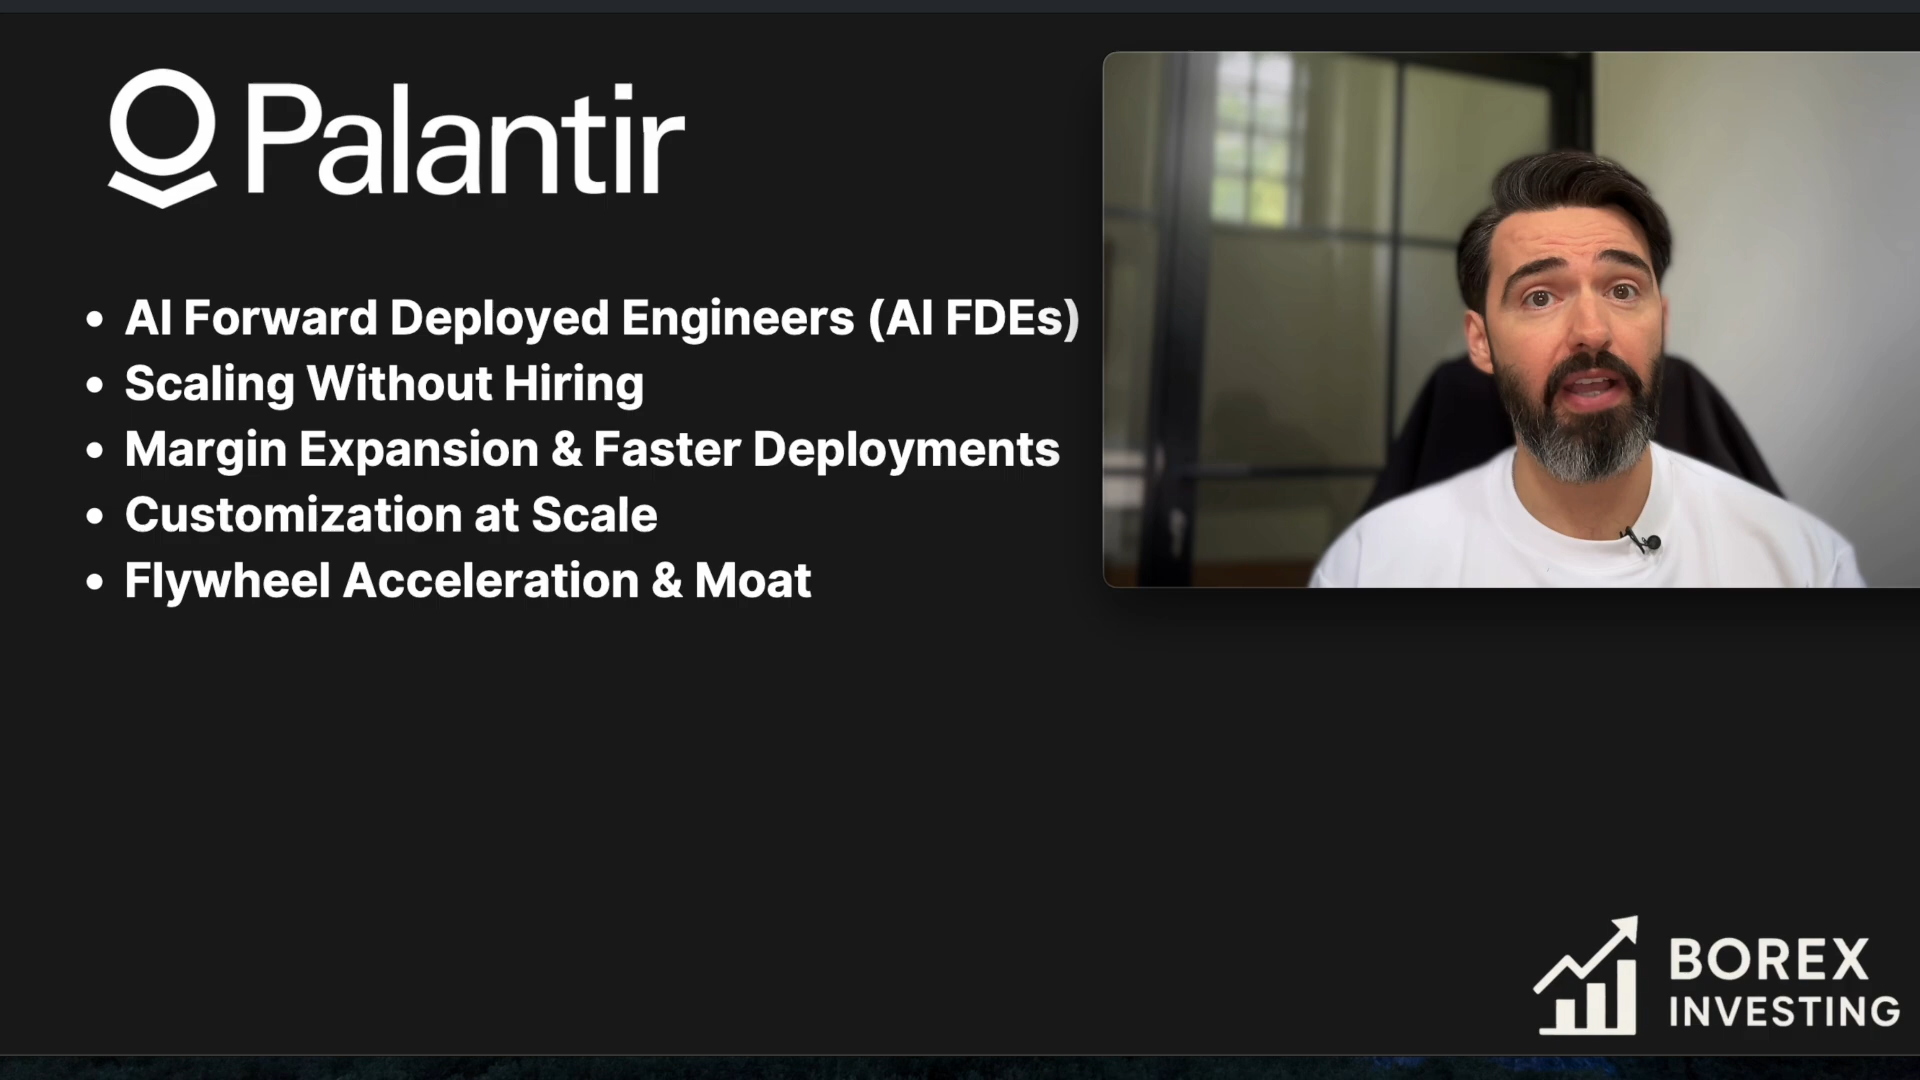 Palantir
• AI Forward Deployed Engineers (AI FDEs)
• Scaling Without Hiring
• Margin Expansion & Faster Deployments
• Customization at Scale
• Flywheel Acceleration & Moat
BOREX
INVESTING